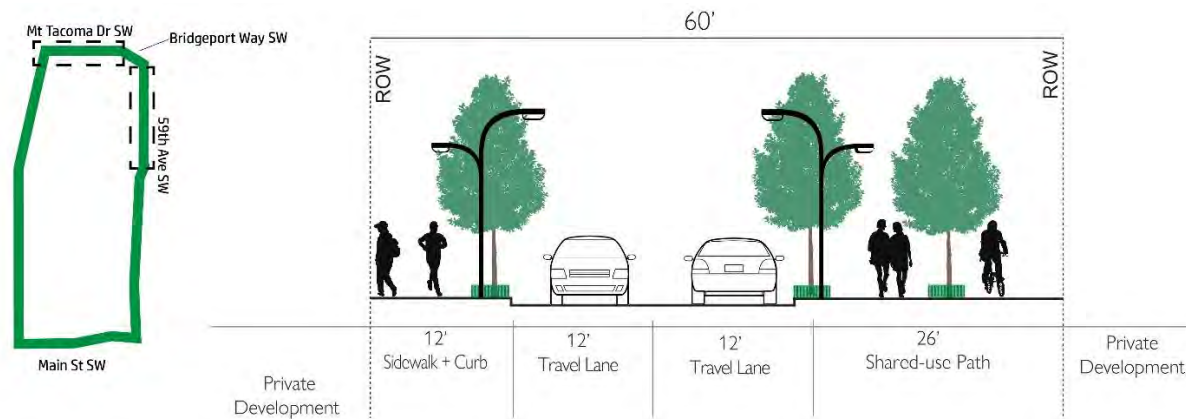 Mt Tacoma Dr SW
Bridgeport Way SW
59th Ave SW
Main St SW
60'
ROW
ROW
12'
Sidewalk + Curb
12'
Travel Lane
12'
Travel Lane
26'
Shared-use Path
Private
Development
Private
Development